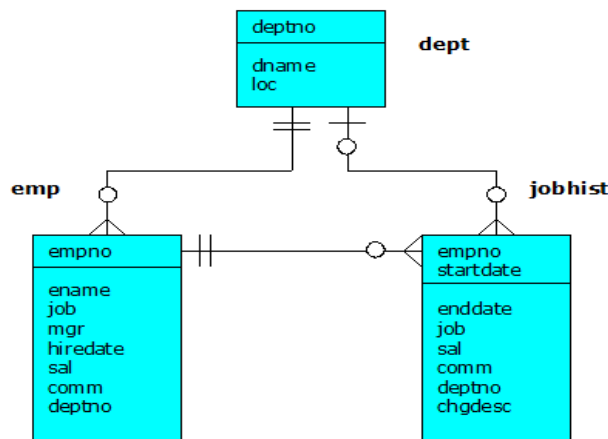 deptno
dept
dname
loc
emp
jobhist
empno
ename
job
mgr
hiredate
sal
comm
deptno
empno
startdate
enddate
job
sal
comm
deptno
chgdesc